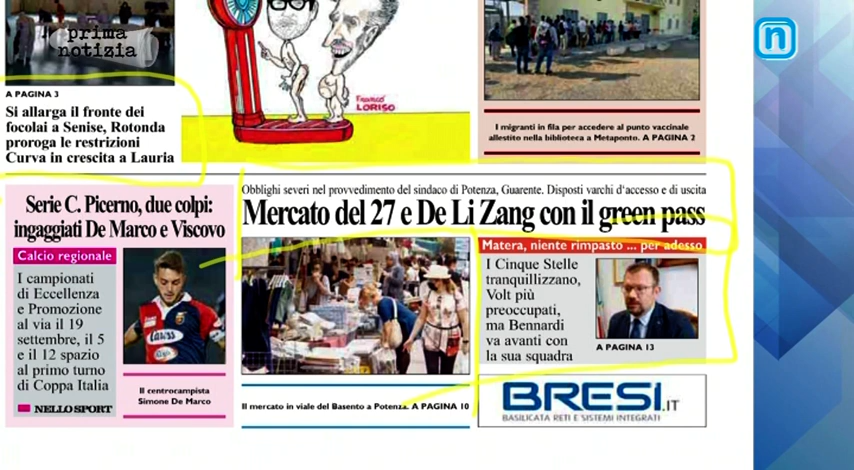 prima
notizia
n
A PAGINA 3
Si allarga il fronte dei
focolai a Senise, Rotonda
proroga le restrizioni
Curva in crescita a Lauria
FRANCO
LORISO
I migranti in fila per accedere al punto vaccinale
allestito nella biblioteca a Metaponto. A PAGINA 2
Serie C. Picerno, due colpi:
ingaggiati De Marco e Viscovo
Calcio regionale
I campionati
di Eccellenza
e Promozione
al via il 19
settembre, il 5
e il 12 spazio
al primo turno
di Coppa Italia
NELLO SPORT
Il centrocampista
Simone De Marco
Obblighi severi nel provvedimento del sindaco di Potenza, Guarente. Disposti varchi d'accesso e di uscita
Mercato del 27 e De Li Zang con il green pass
Il mercato in viale del Basento a Potenza. A PAGINA 10
Matera, niente rimpasto ... per adesso
I Cinque Stelle
tranquillizzano,
Volt più
preoccupati,
ma Bennardi
va avanti con
la sua squadra
A PAGINA 13
BRESI.IT
BASILICATA RETI E SISTEMI INTEGRATI